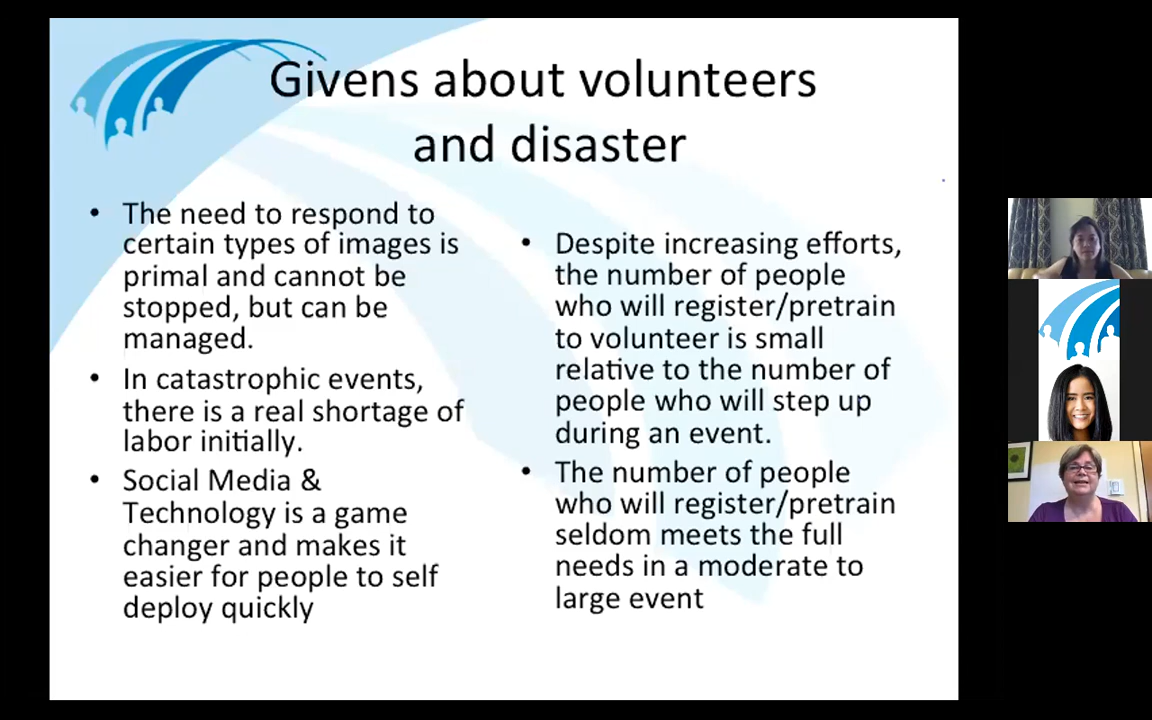 Givens about volunteers
and disaster
• The need to respond to
certain types of images is
primal and cannot be
stopped, but can be
managed.
• In catastrophic events,
there is a real shortage of
labor initially.
• Social Media &
Technology is a game
changer and makes it
easier for people to self
deploy quickly
• Despite increasing efforts,
the number of people
who will register/pretrain
to volunteer is small
relative to the number of
people who will step up
during an event.
• The number of people
who will register/pretrain
seldom meets the full
needs in a moderate to
large event